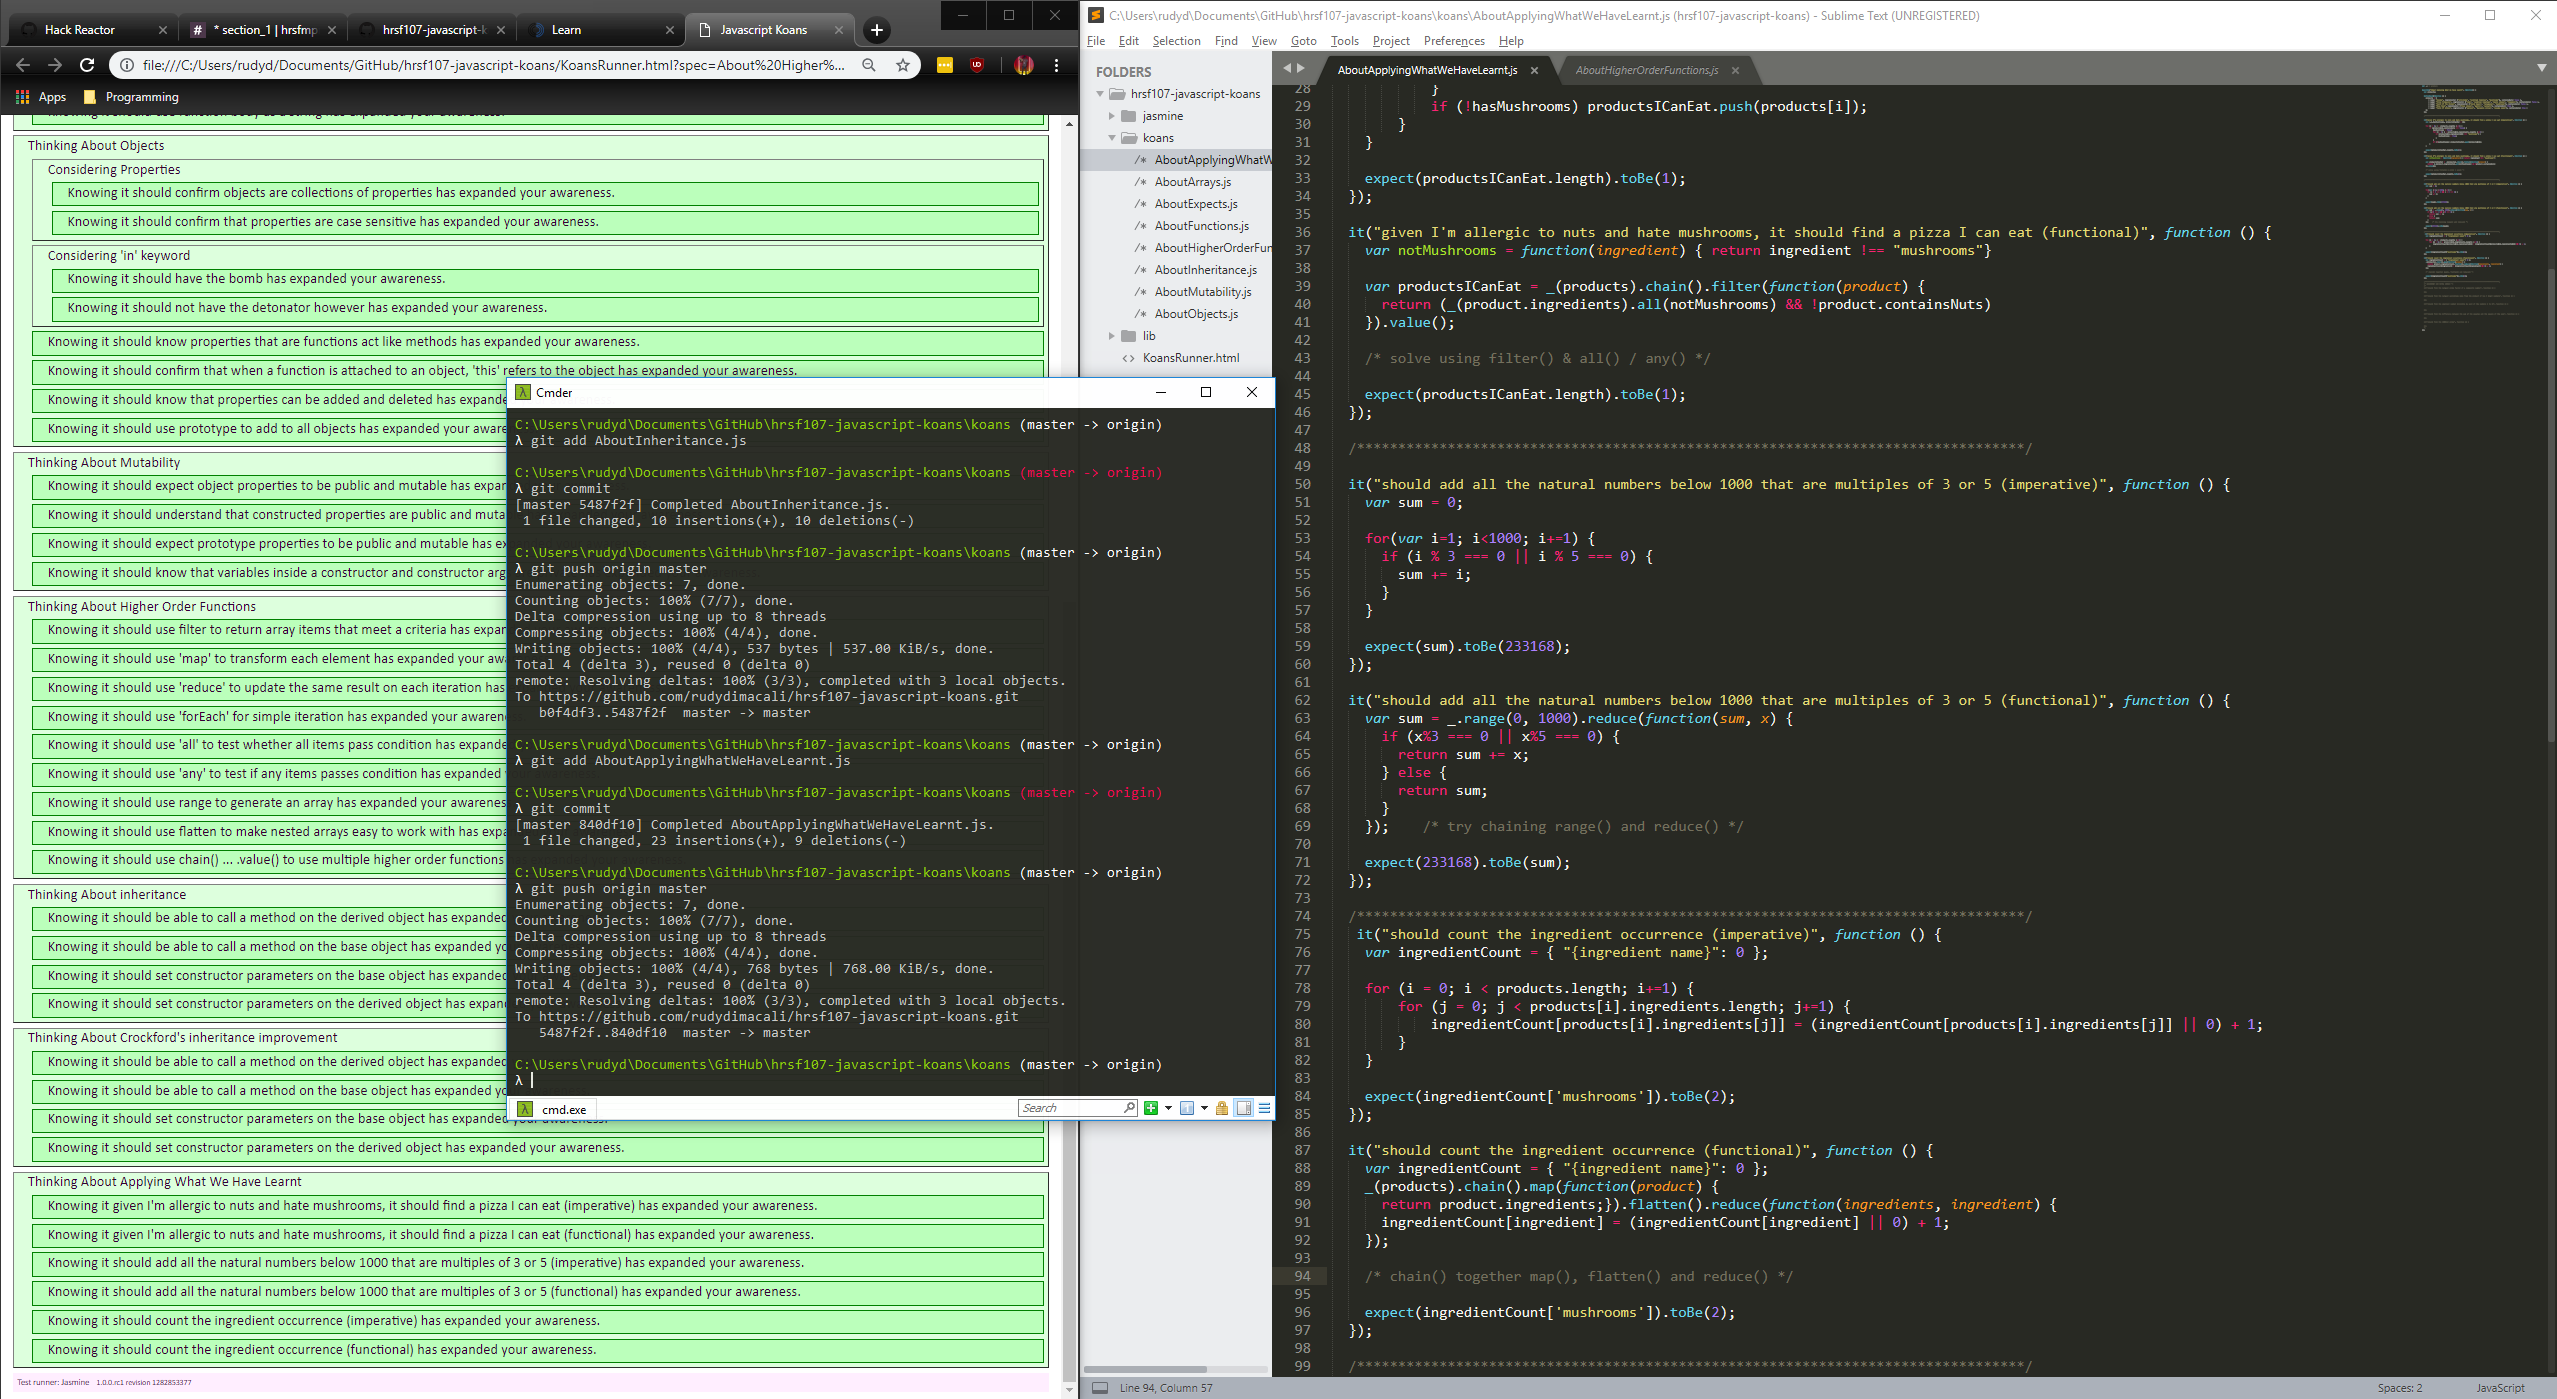 Hack Reactor
* section_1 | hrsfmp
hrsf107-javascript-k
Learn
Javascript Koans
file:///C:/Users/rudyd/Documents/GitHub/hrsf107-javascript-koans/KoansRunner.html?spec=About%20Higher%...
Apps
Programming
Thinking About Objects
Considering Properties
Knowing it should confirm objects are collections of properties has expanded your awareness.
Knowing it should confirm that properties are case sensitive has expanded your awareness.
Considering 'in' keyword
Knowing it should have the bomb has expanded your awareness.
Knowing it should not have the detonator however has expanded your awareness.
Knowing it should know properties that are functions act like methods has expanded your awareness.
Knowing it should confirm that when a function is attached to an object, 'this' refers to the object has expanded your awareness.
Knowing it should know that properties can be added and deleted has expande
Knowing it should use prototype to add to all objects has expanded your aware
Thinking About Mutability
Knowing it should expect object properties to be public and mutable has expan
Knowing it should understand that constructed properties are public and muta
Knowing it should expect prototype properties to be public and mutable has ex
Knowing it should know that variables inside a constructor and constructor arg
Thinking About Higher Order Functions
Knowing it should use filter to return array items that meet a criteria has expan
Knowing it should use 'map' to transform each element has expanded your aw
Knowing it should use 'reduce' to update the same result on each iteration has
Knowing it should use 'forEach' for simple iteration has expanded your awaren
Knowing it should use 'all' to test whether all items pass condition has expande
Knowing it should use 'any' to test if any items passes condition has expanded
Knowing it should use range to generate an array has expanded your awarenes
Knowing it should use flatten to make nested arrays easy to work with has expa
Knowing it should use chain() ... .value() to use multiple higher order functions
Thinking About inheritance
Knowing it should be able to call a method on the derived object has expanded
Knowing it should be able to call a method on the base object has expanded yo
Knowing it should set constructor parameters on the base object has expanded
Knowing it should set constructor parameters on the derived object has expan
Thinking About Crockford's inheritance improvement
Knowing it should be able to call a method on the derived object has expanded
Knowing it should be able to call a method on the base object has expanded yo
Knowing it should set constructor parameters on the base object has expanded your awareness.
Knowing it should set constructor parameters on the derived object has expanded your awareness.
Thinking About Applying What We Have Learnt
Knowing it given I'm allergic to nuts and hate mushrooms, it should find a pizza I can eat (imperative) has expanded your awareness.
Knowing it given I'm allergic to nuts and hate mushrooms, it should find a pizza I can eat (functional) has expanded your awareness.
Knowing it should add all the natural numbers below 1000 that are multiples of 3 or 5 (imperative) has expanded your awareness.
Knowing it should add all the natural numbers below 1000 that are multiples of 3 or 5 (functional) has expanded your awareness.
Knowing it should count the ingredient occurrence (imperative) has expanded your awareness.
Knowing it should count the ingredient occurrence (functional) has expanded your awareness.
Test runner: Jasmine 1.0.0.rc1 revision 1282853377
Cmder
C:\Users\rudyd\Documents\GitHub\hrsf107-javascript-koans\koans (master -> origin)
λ git add AboutInheritance.js
C:\Users\rudyd\Documents\GitHub\hrsf107-javascript-koans\koans (master -> origin)
λ git commit
[master 5487f2f] Completed AboutInheritance.js.
1 file changed, 10 insertions(+), 10 deletions(-)
C:\Users\rudyd\Documents\GitHub\hrsf107-javascript-koans\koans (master -> origin)
λ git push origin master
Enumerating objects: 7, done.
Counting objects: 100% (7/7), done.
Delta compression using up to 8 threads
Compressing objects: 100% (4/4), done.
Writing objects: 100% (4/4), 537 bytes | 537.00 KiB/s, done.
Total 4 (delta 3), reused 0 (delta 0)
remote: Resolving deltas: 100% (3/3), completed with 3 local objects.
To https://github.com/rudydimacali/hrsf107-javascript-koans.git
b0f4df3..5487f2f master -> master
C:\Users\rudyd\Documents\GitHub\hrsf107-javascript-koans\koans (master -> origin)
λ git add AboutApplyingWhatWeHaveLearnt.js
C:\Users\rudyd\Documents\GitHub\hrsf107-javascript-koans\koans (master -> origin)
λ git commit
[master 840df10] Completed AboutApplyingWhatWeHaveLearnt.js.
1 file changed, 23 insertions(+), 9 deletions(-)
C:\Users\rudyd\Documents\GitHub\hrsf107-javascript-koans\koans (master -> origin)
λ git push origin master
Enumerating objects: 7, done.
Counting objects: 100% (7/7), done.
Delta compression using up to 8 threads
Compressing objects: 100% (4/4), done.
Writing objects: 100% (4/4), 768 bytes | 768.00 KiB/s, done.
Total 4 (delta 3), reused 0 (delta 0)
remote: Resolving deltas: 100% (3/3), completed with 3 local objects.
To https://github.com/rudydimacali/hrsf107-javascript-koans.git
5487f2f..840df10 master -> master
C:\Users\rudyd\Documents\GitHub\hrsf107-javascript-koans\koans (master -> origin)
λ
cmd.exe
Search
C:\Users\rudyd\Documents\GitHub\hrsf107-javascript-koans\koans\AboutApplyingWhatWeHaveLearnt.js (hrsf107-javascript-koans) - Sublime Text (UNREGISTERED)
File Edit Selection Find View Goto Tools Project Preferences Help
FOLDERS
hrsf107-javascript-koans
jasmine
koans
/* AboutApplyingWhatW
/* AboutArrays.js
/* AboutExpects.js
/* AboutFunctions.js
/* AboutHigherOrderFun
/* AboutInheritance.js
/* AboutMutability.js
/* AboutObjects.js
lib
<> KoansRunner.html
AboutApplyingWhatWeHaveLearnt.js
AboutHigherOrderFunctions.js
28 }
29 if (!hasMushrooms) productsICanEat.push(products[i]);
30 }
31 }
32
33 expect(productsICanEat.length).toBe(1);
34 });
35
36 it("given I'm allergic to nuts and hate mushrooms, it should find a pizza I can eat (functional)", function () {
37 var notMushrooms = function(ingredient) { return ingredient !== "mushrooms"}
38
39 var productsICanEat = _(products).chain().filter(function(product) {
40 return (_(product.ingredients).all(notMushrooms) && !product.containsNuts)
41 }).value();
42
43 /* solve using filter() & all() / any() */
44
45 expect(productsICanEat.length).toBe(1);
46 });
47
48 /*********************************************************************************/
49
50 it("should add all the natural numbers below 1000 that are multiples of 3 or 5 (imperative)", function () {
51 var sum = 0;
52
53 for(var i=1; i<1000; i+=1) {
54 if (i % 3 === 0 || i % 5 === 0) {
55 sum += i;
56 }
57 }
58
59 expect(sum).toBe(233168);
60 });
61
62 it("should add all the natural numbers below 1000 that are multiples of 3 or 5 (functional)", function () {
63 var sum = _.range(0, 1000).reduce(function(sum, x) {
64 if (x%3 === 0 || x%5 === 0) {
65 return sum += x;
66 } else {
67 return sum;
68 }
69 }); /* try chaining range() and reduce() */
70
71 expect(233168).toBe(sum);
72 });
73
74 /*********************************************************************************/
75 it("should count the ingredient occurrence (imperative)", function () {
76 var ingredientCount = { "{ingredient name}": 0 };
77
78 for (i = 0; i < products.length; i+=1) {
79 for (j = 0; j < products[i].ingredients.length; j+=1) {
80 ingredientCount[products[i].ingredients[j]] = (ingredientCount[products[i].ingredients[j]] || 0) + 1;
81 }
82 }
83
84 expect(ingredientCount['mushrooms']).toBe(2);
85 });
86
87 it("should count the ingredient occurrence (functional)", function () {
88 var ingredientCount = { "{ingredient name}": 0 };
89 _(products).chain().map(function(product) {
90 return product.ingredients;}).flatten().reduce(function(ingredients, ingredient) {
91 ingredientCount[ingredient] = (ingredientCount[ingredient] || 0) + 1;
92 });
93
94 /* chain() together map(), flatten() and reduce() */
95
96 expect(ingredientCount['mushrooms']).toBe(2);
97 });
98
99 /*********************************************************************************/
Line 94, Column 57
Spaces: 2
JavaScript